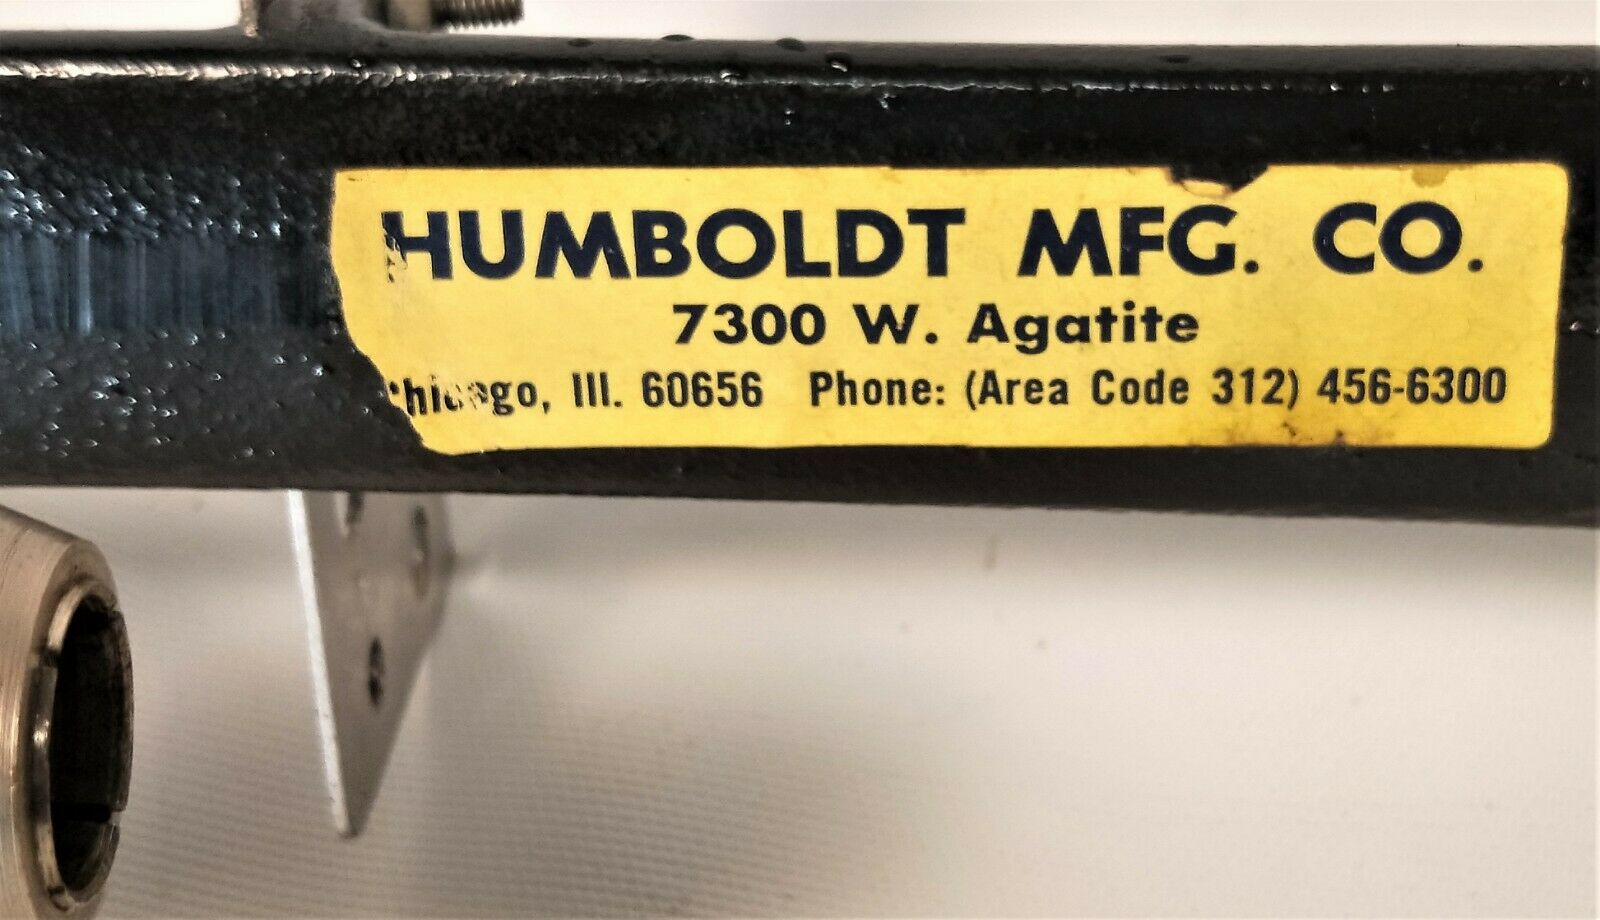 HUMBOLDT MFG. CO.
7300 W. Agatite
Chicago, Ill. 60656 Phone: (Area Code 312) 456-6300